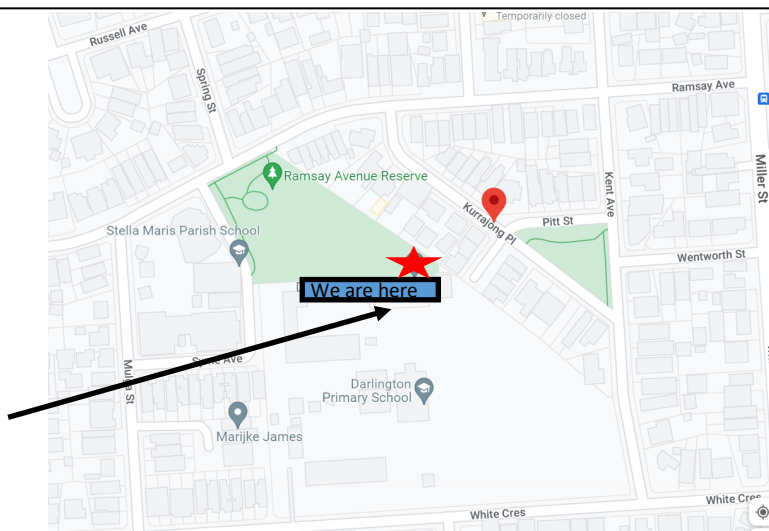 Temporarily closed
Russell Ave
Spring St
Ramsay Ave
Miller St
Ramsay Avenue Reserve
Kent Ave
Kurrajong Pl
Pitt St
Stella Maris Parish School
Wentworth St
We are here
Mulga St
Darlington
Primary School
Marijke James
White Cres
White Cres